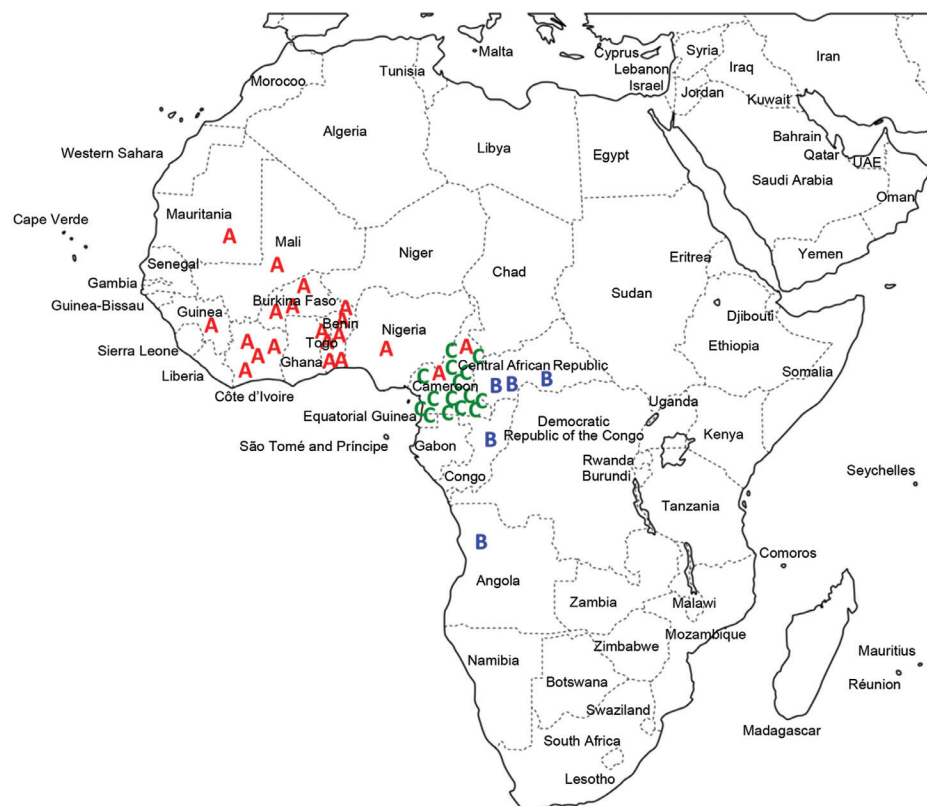 Malta
Cyprus
Syria
Iran
Tunisia
Lebanon
Iraq
Morocoo
Israel
Jordan
Kuwait
Algeria
Bahrain
Western Sahara
Libya
Egypt
Qatar
UAE
Saudi Arabia
Oman
Mauritania
Cape Verde
A
Mali
Niger
Yemen
Senegal
A
Chad
Eritrea
Gambia
A
Sudan
Guinea-Bissau
Burkina Faso
A
A
A
Guinea
A
Djibouti
A
Benin
Nigeria
A
A
Togo
A
Ethiopia
Sierra Leone
A
A
A
A
A
C
C
Ghana
A
A
Central African Republic
C
Somalia
Liberia
A
C
A
C
C
B
B
B
Cameroon
Côte d'Ivoire
C
C
C
C
C
Uganda
Equatorial Guinea
C
C
C
C
C
Democratic
Republic of the Congo
Kenya
São Tomé and Príncipe
Gabon
B
Rwanda
Burundi
Congo
Seychelles
Tanzania
B
Comoros
Angola
Zambia
Malawi
Mozambique
Zimbabwe
Namibia
Mauritius
Botswana
Réunion
Swaziland
Madagascar
South Africa
Lesotho